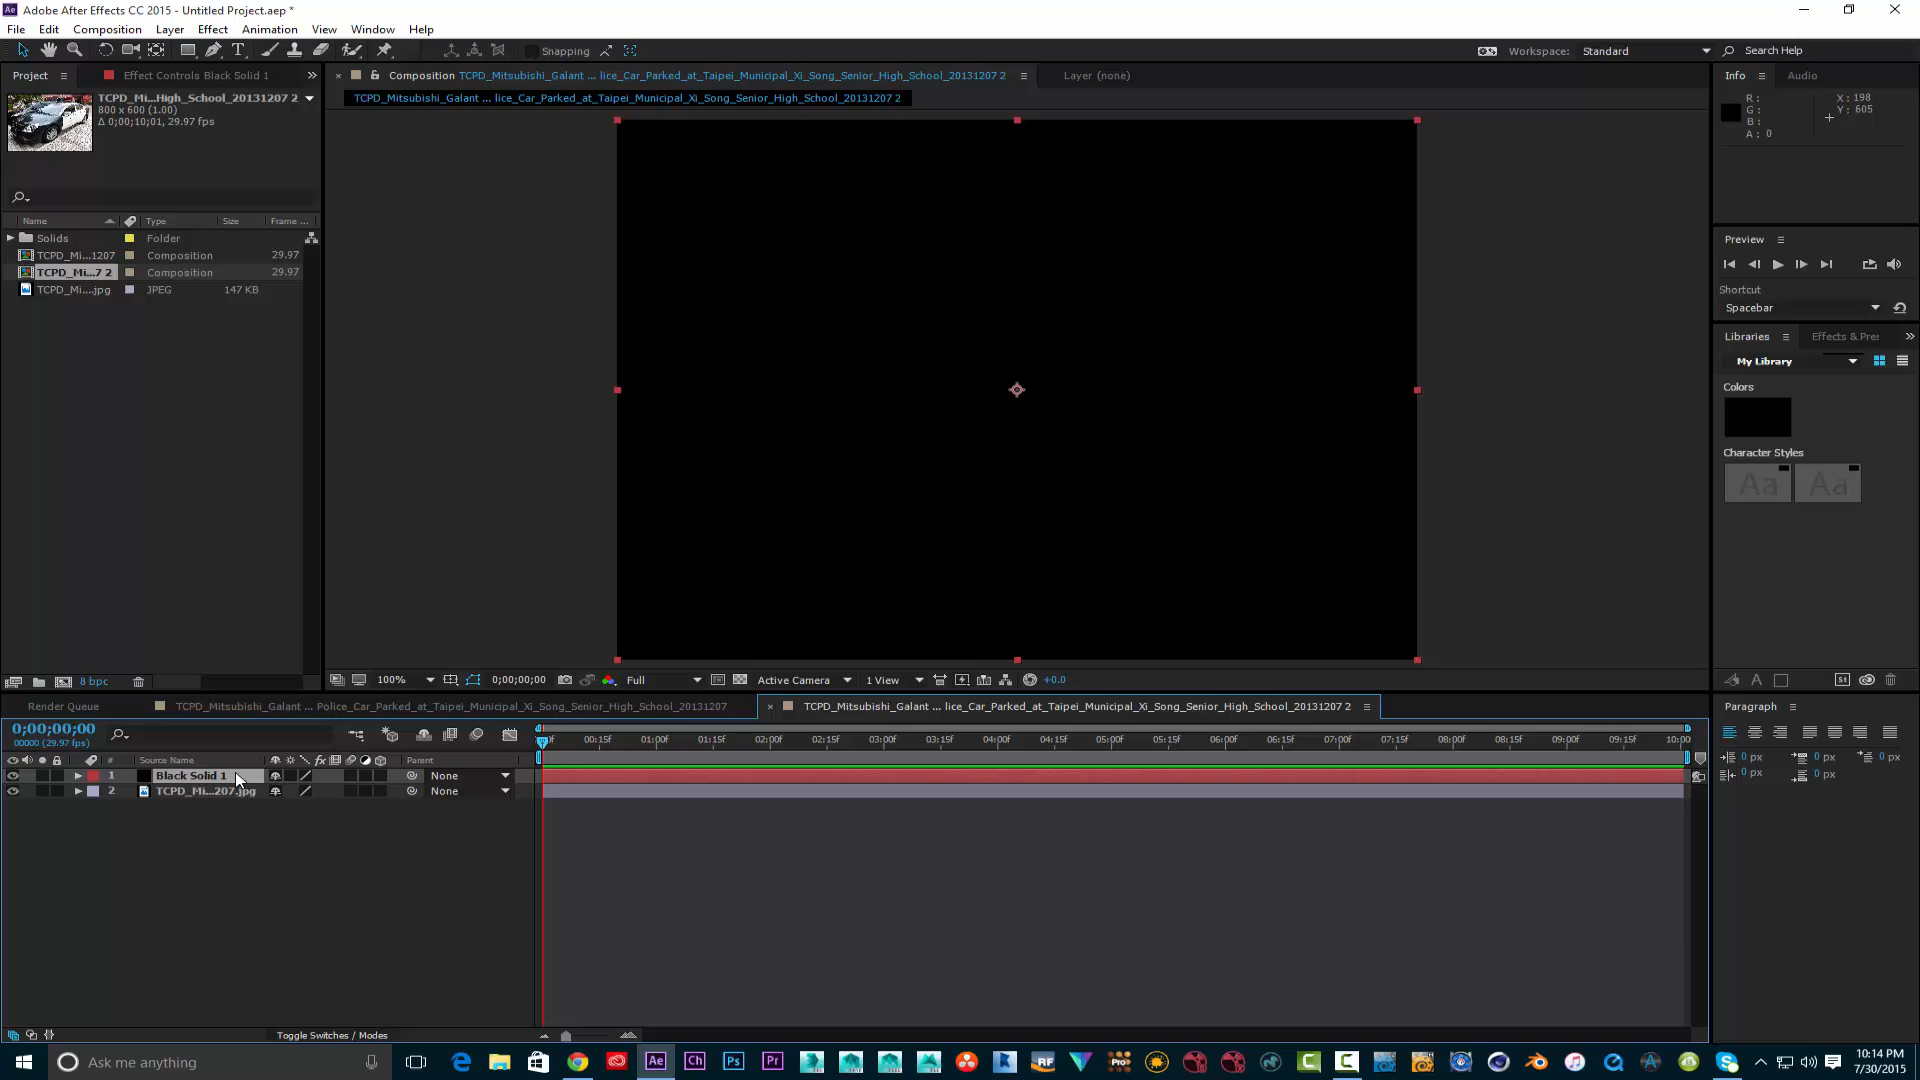 Adobe After Effects CC 2015 - Untitled Project.aep *
File Edit Composition Layer Effect Animation View Window Help
Snapping
Workspace: Standard
Search Help
Project
Effect Controls Black Solid 1
Composition TCPD_Mitsubishi_Galant ... lice_Car_Parked_at_Taipei_Municipal_Xi_Song_Senior_High_School_20131207 2
Layer (none)
Info
Audio
TCPD_Mi...High_School_20131207 2
800 x 600 (1.00)
Δ 0;00;10;01, 29.97 fps
TCPD_Mitsubishi_Galant ... lice_Car_Parked_at_Taipei_Municipal_Xi_Song_Senior_High_School_20131207 2
R:
G:
B:
A: 0
X: 198
Y: 605
Name Type Size Frame ...
Solids Folder
TCPD_Mi...1207 Composition 29.97
TCPD_Mi...7 2 Composition 29.97
TCPD_Mi....jpg JPEG 147 KB
Preview
Shortcut
Spacebar
Libraries
Effects & Pre
My Library
Colors
Character Styles
Aa Aa
8 bpc
100%
0;00;00;00
Full
Active Camera
1 View
+0.0
Render Queue
TCPD_Mitsubishi_Galant ... Police_Car_Parked_at_Taipei_Municipal_Xi_Song_Senior_High_School_20131207
TCPD_Mitsubishi_Galant ... lice_Car_Parked_at_Taipei_Municipal_Xi_Song_Senior_High_School_20131207 2
Paragraph
0;00;00;00
00000 (29.97 fps)
00:15f 01:00f 01:15f 02:00f 02:15f 03:00f 03:15f 04:00f 04:15f 05:00f 05:15f 06:00f 06:15f 07:00f 07:15f 08:00f 08:15f 09:00f 09:15f 10:00
# Source Name fx Parent
1 Black Solid 1 None
2 TCPD_Mi...207.jpg None
0 px 0 px 0 px
0 px 0 px
Toggle Switches / Modes
Ask me anything
Ae Ch Ps Pr
RF
Pro
10:14 PM
7/30/2015